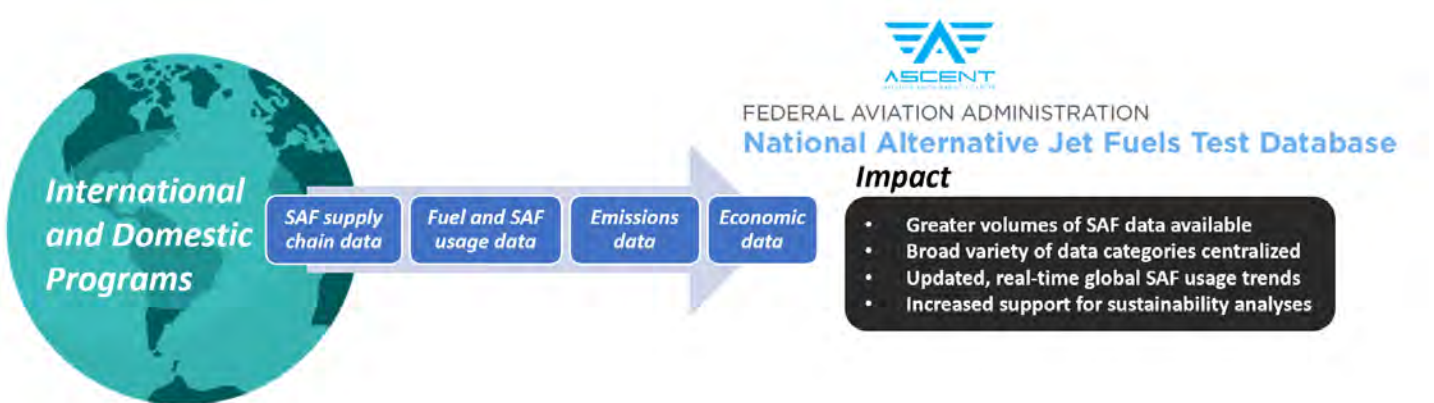 ASCENT
FEDERAL AVIATION ADMINISTRATION
National Alternative Jet Fuels Test Database
International
and Domestic
Programs
SAF supply
chain data
Fuel and SAF
usage data
Emissions
data
Economic
data
Impact
• Greater volumes of SAF data available
• Broad variety of data categories centralized
• Updated, real-time global SAF usage trends
• Increased support for sustainability analyses